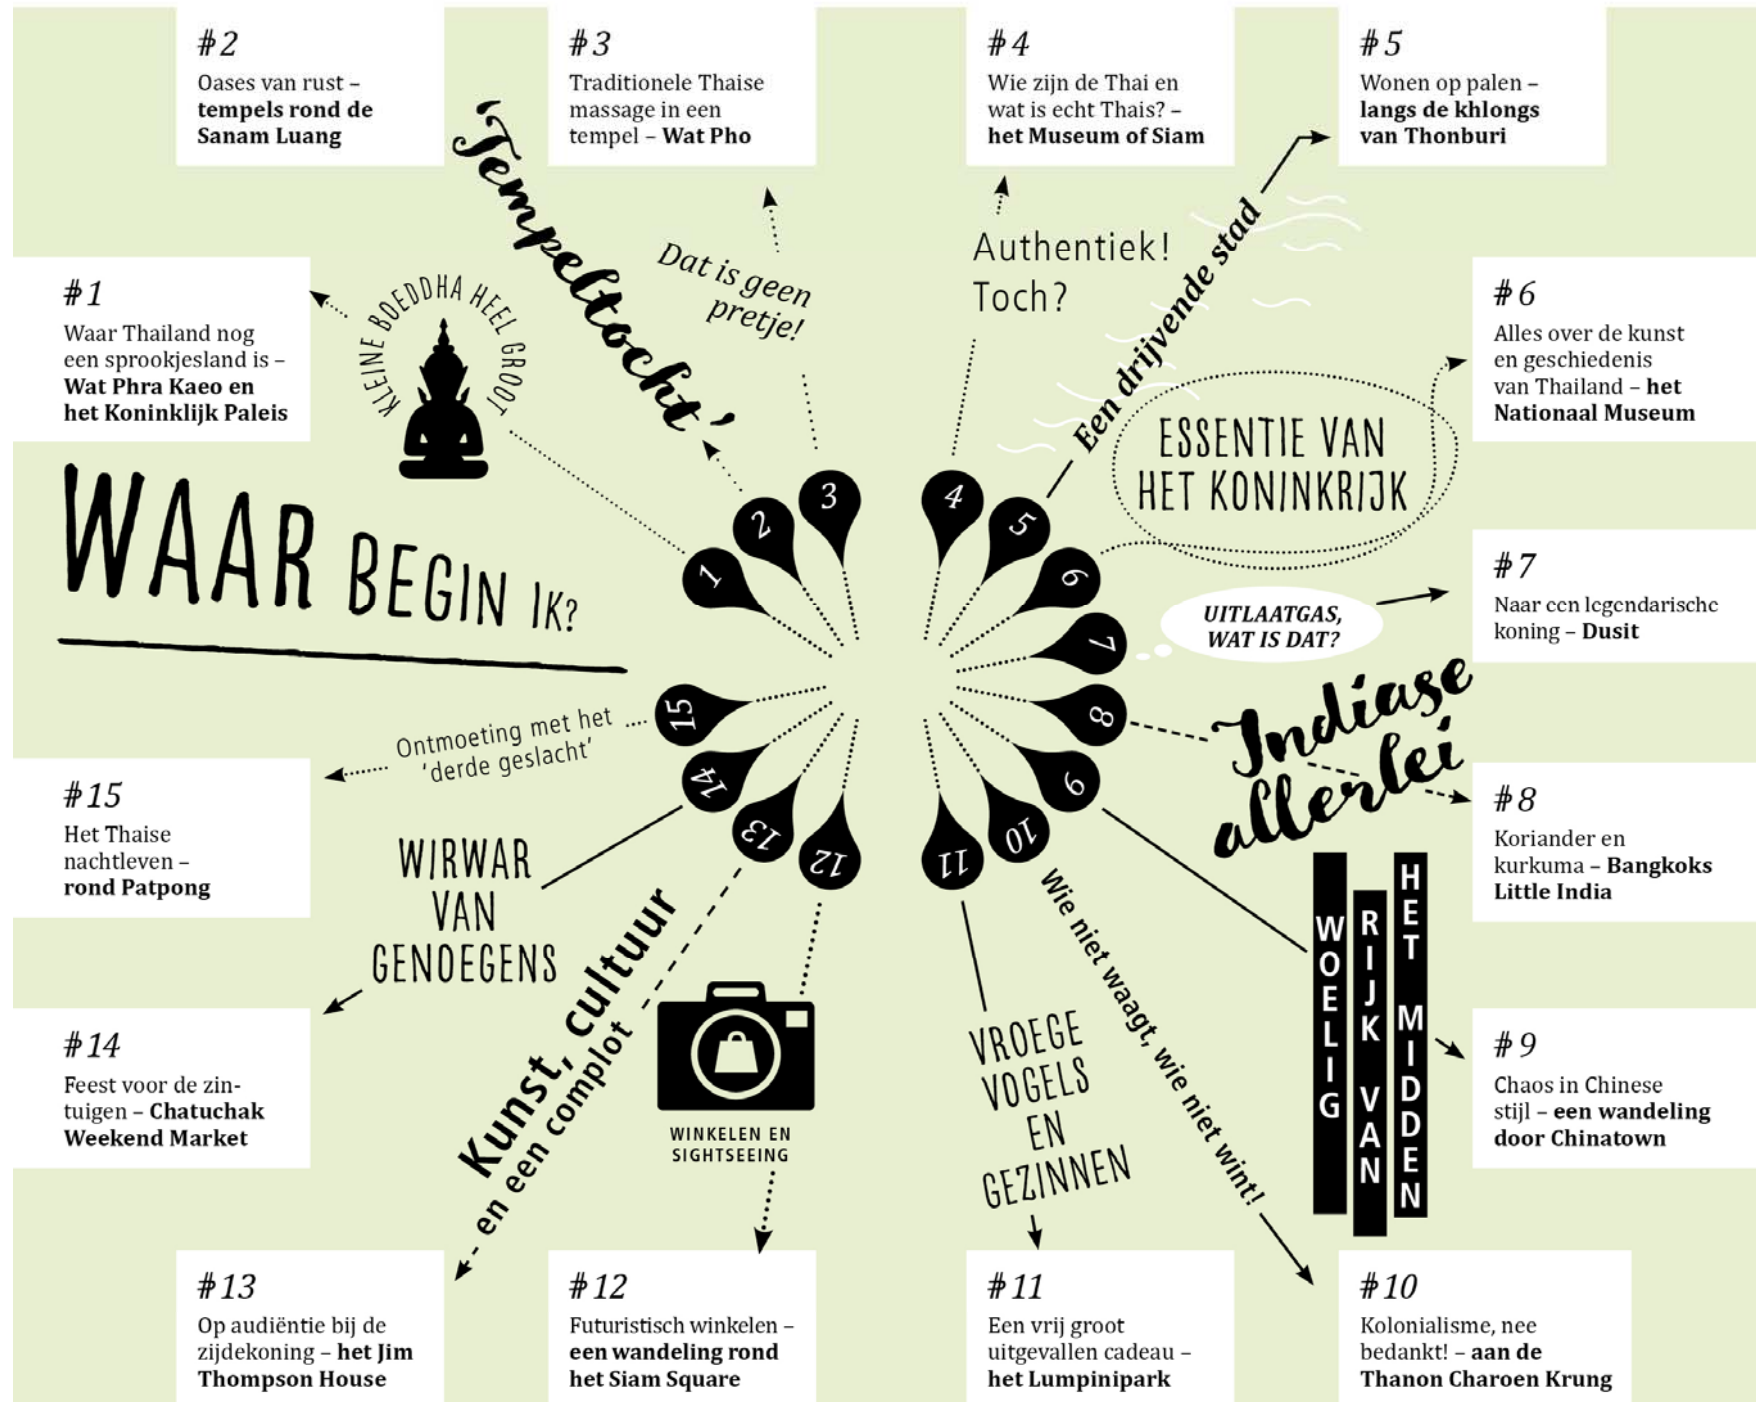 #2
Oases van rust –
tempels rond de
Sanam Luang
#3
Traditionele Thaise
massage in een
tempel – Wat Pho
#4
Wie zijn de Thai en
wat is echt Thais? –
het Museum of Siam
#5
Wonen op palen –
langs de khlongs
van Thonburi
'Tempeltocht'
Dat is geen
pretje!
Authentiek!
Toch?
Een drijvende stad
#1
Waar Thailand nog
een sprookjesland is –
Wat Phra Kaeo en
het Koninklijk Paleis
KLEINE BOEDDHA HEEL GROOT
#6
Alles over de kunst
en geschiedenis
van Thailand – het
Nationaal Museum
ESSENTIE VAN
HET KONINKRIJK
WAAR BEGIN IK?
1
2
3
4
5
6
7
8
9
10
11
12
13
14
15
UITLAATGAS,
WAT IS DAT?
#7
Naar een legendarische
koning – Dusit
Indiase
allerlei
#8
Koriander en
kurkuma – Bangkoks
Little India
Ontmoeting met het
'derde geslacht'
#15
Het Thaise
nachtleven –
rond Patpong
WIRWAR
VAN
GENOEGENS
#14
Feest voor de zin-
tuigen – Chatuchak
Weekend Market
Kunst, cultuur
en een complot
WINKELEN EN
SIGHTSEEING
VROEGE
VOGELS
EN
GEZINNEN
Wie niet waagt, wie niet wint!
WOELIG
RIJK VAN
HET MIDDEN
#9
Chaos in Chinese
stijl – een wandeling
door Chinatown
#13
Op audiëntie bij de
zijdekoning – het Jim
Thompson House
#12
Futuristisch winkelen –
een wandeling rond
het Siam Square
#11
Een vrij groot
uitgevallen cadeau –
het Lumpinipark
#10
Kolonialisme, nee
bedankt! – aan de
Thanon Charoen Krung